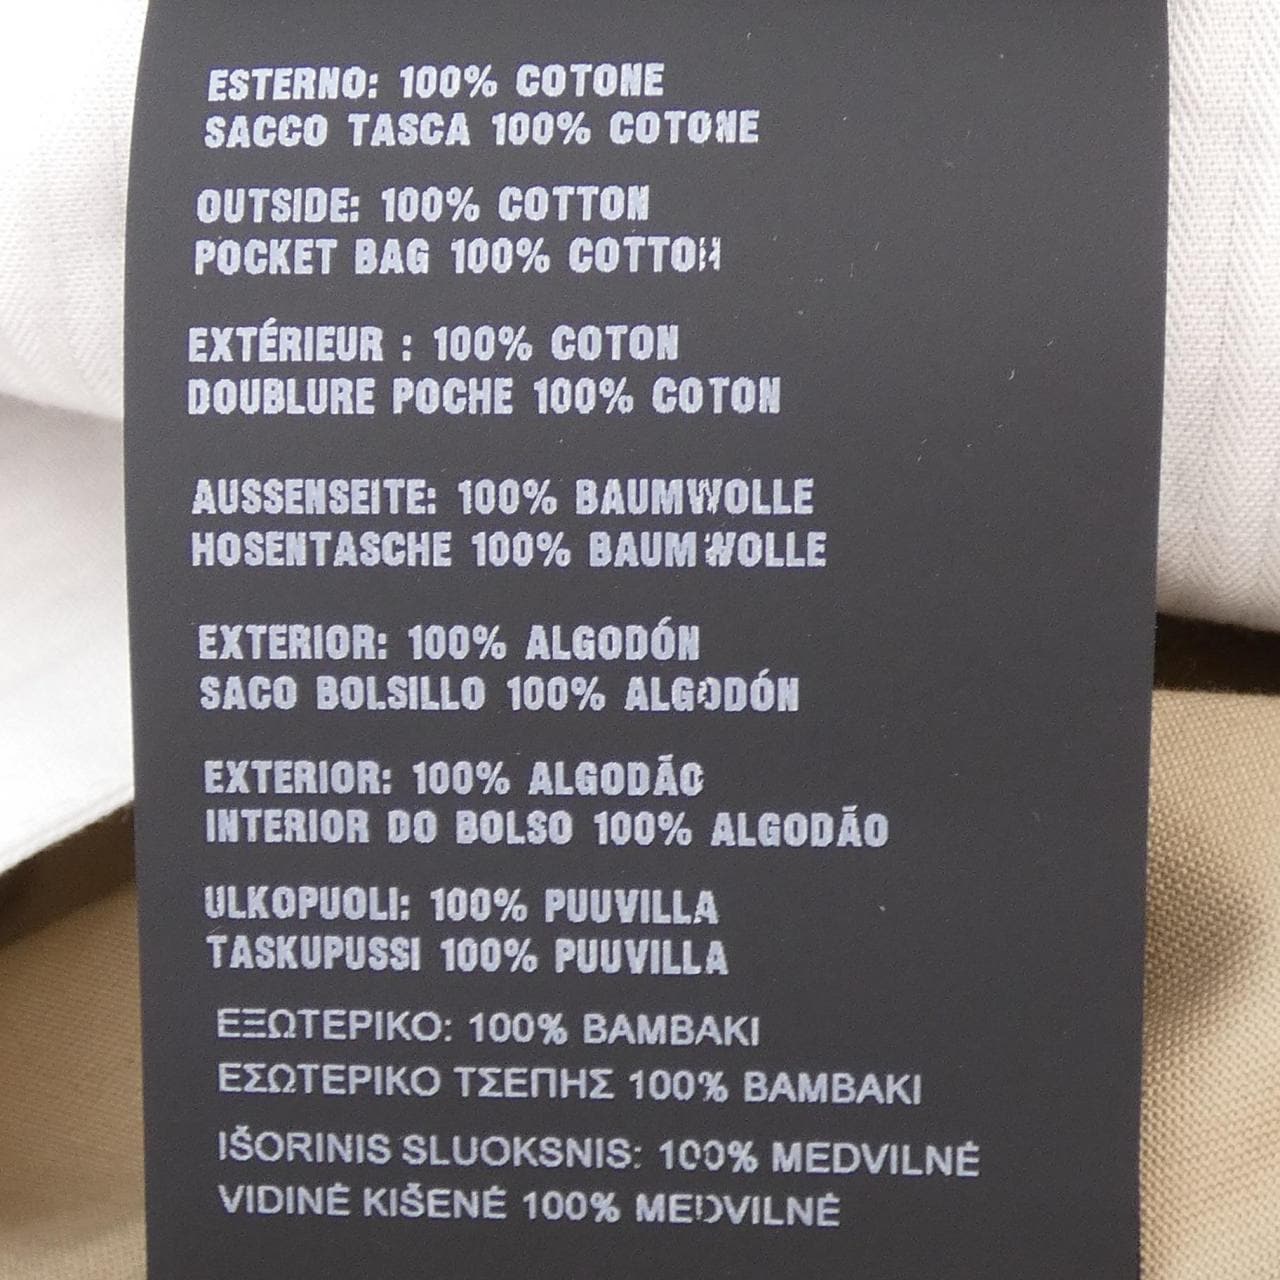 ESTERNO: 100% COTONE
SACCO TASCA 100% COTONE
OUTSIDE: 100% COTTON
POCKET BAG 100% COTTON
EXTÉRIEUR : 100% COTON
DOUBLURE POCHE 100% COTON
AUSSENSEITE: 100% BAUMWOLLE
HOSENTASCHE 100% BAUMWOLLE
EXTERIOR: 100% ALGODÓN
SACO BOLSILLO 100% ALGODÓN
EXTERIOR: 100% ALGODÃO
INTERIOR DO BOLSO 100% ALGODÃO
ULKOPUOLI: 100% PUUVILLA
TASKUPUSSI 100% PUUVILLA
ΕΞΩΤΕΡΙΚΟ: 100% ΒΑΜΒΑΚΙ
ΕΣΩΤΕΡΙΚΟ ΤΣΕΠΗΣ 100% ΒΑΜΒΑΚΙ
IŠORINIS SLUOKSNIS: 100% MEDVILNĖ
VIDINĖ KIŠENĖ 100% MEDVILNĖ